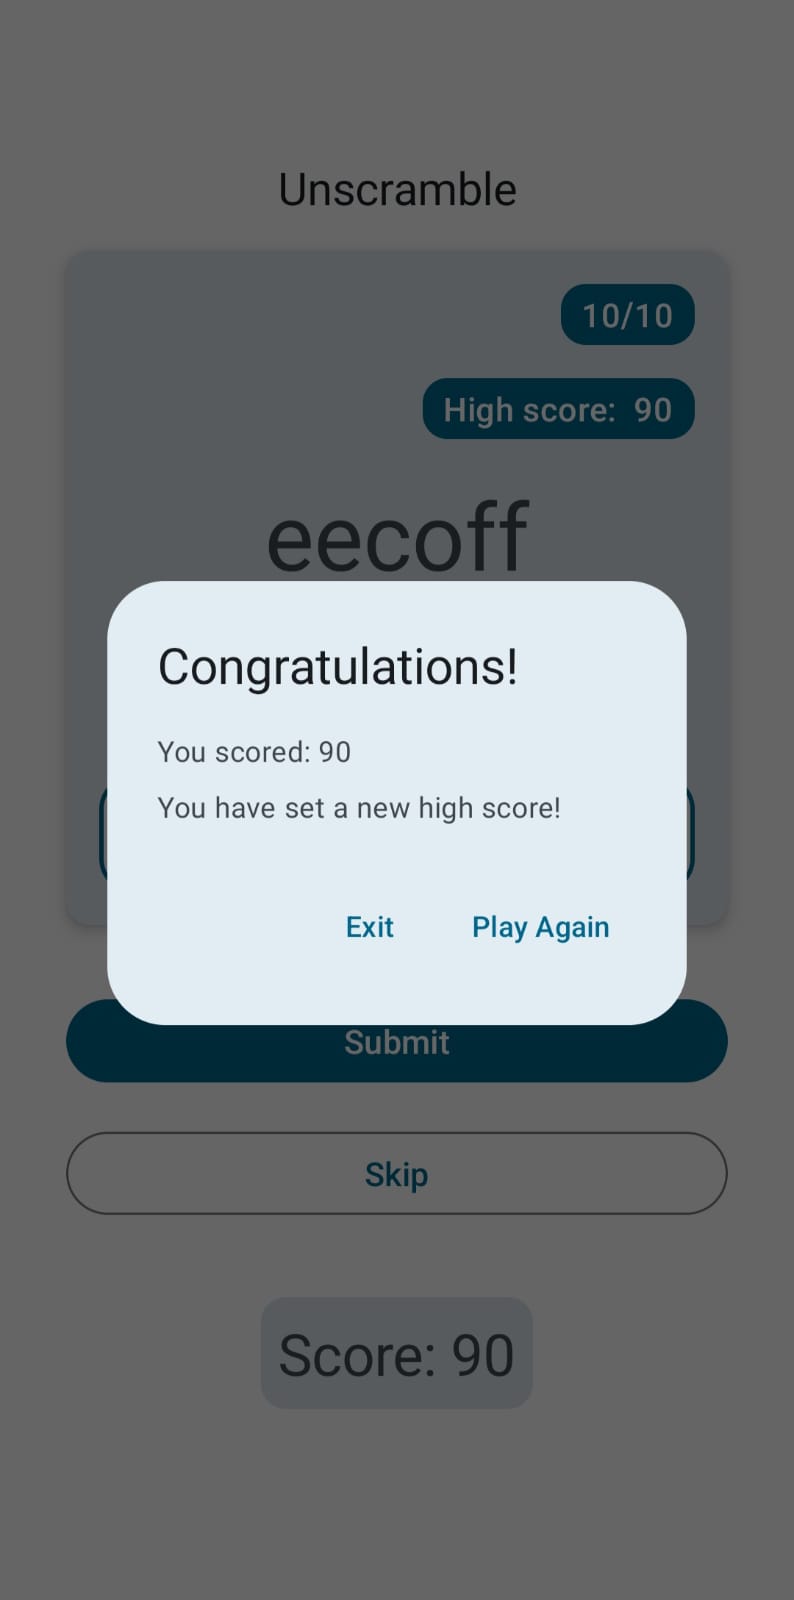 Unscramble
10/10
High score: 90
eecoff
Congratulations!
You scored: 90
You have set a new high score!
Exit Play Again
Submit
Skip
Score: 90